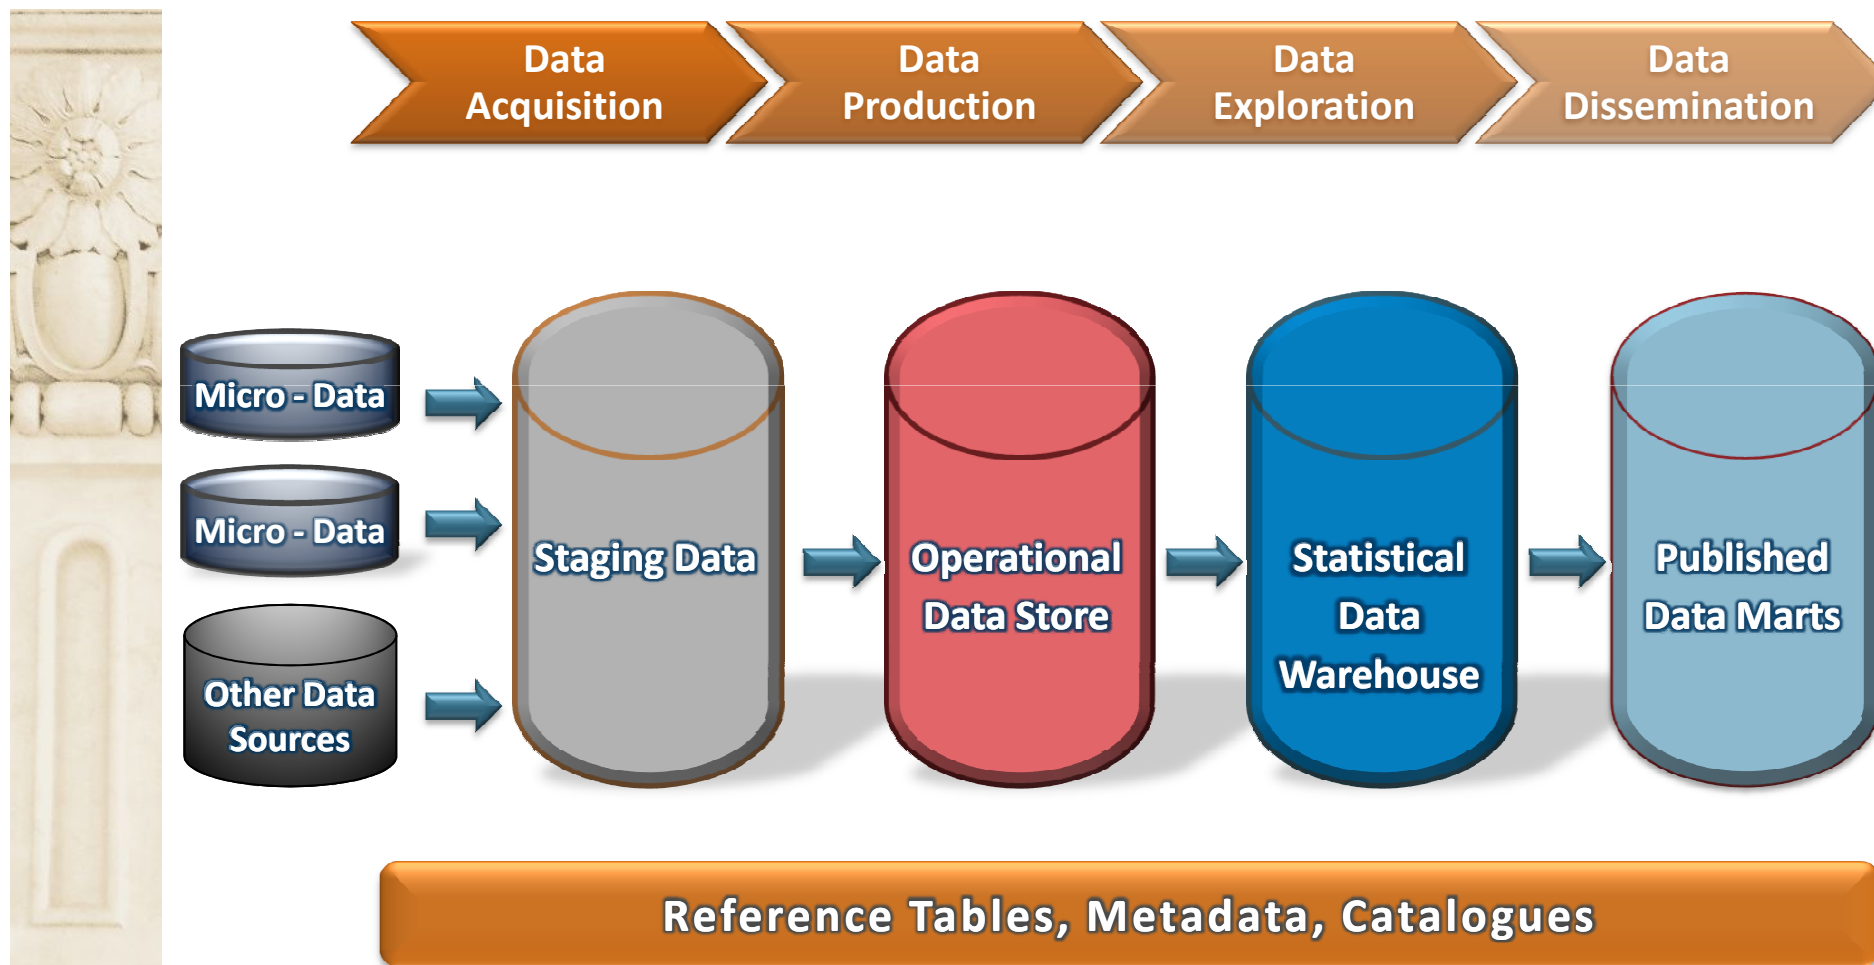 Data
Acquisition
Data
Production
Data
Exploration
Data
Dissemination
Micro - Data
Micro - Data
Other Data
Sources
Staging Data
Operational
Data Store
Statistical
Data
Warehouse
Published
Data Marts
Reference Tables, Metadata, Catalogues